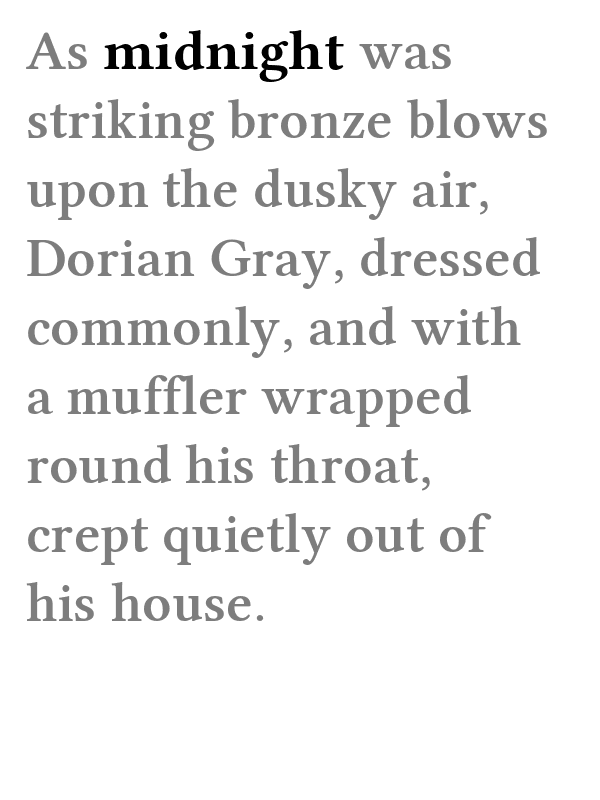 As midnight was
striking bronze blows
upon the dusky air,
Dorian Gray, dressed
commonly, and with
a muffler wrapped
round his throat,
crept quietly out of
his house.